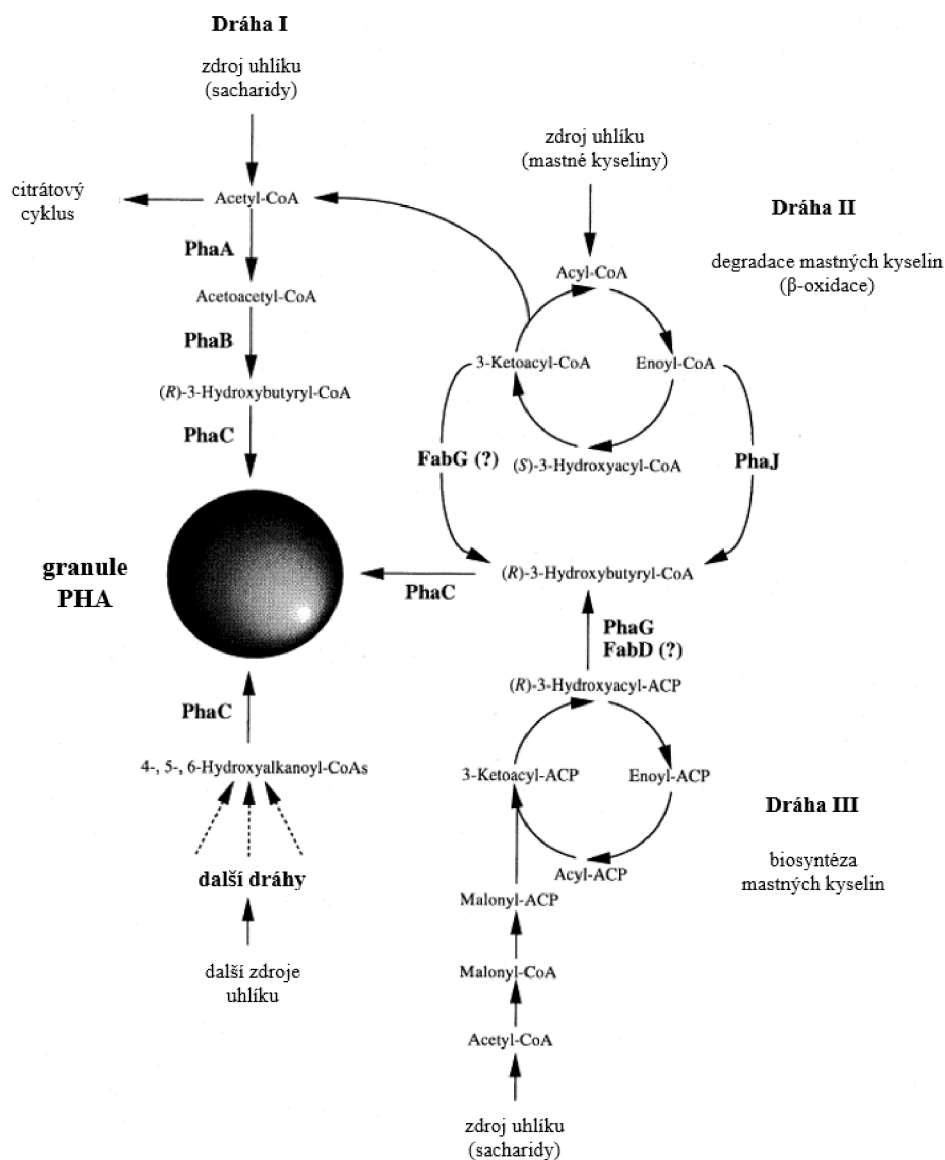 Dráha I
zdroj uhlíku
(sacharidy)
citrátový
cyklus
Acetyl-CoA
PhaA
Acetoacetyl-CoA
PhaB
(R)-3-Hydroxybutyryl-CoA
PhaC
zdroj uhlíku
(mastné kyseliny)
Dráha II
degradace mastných kyselin
(β-oxidace)
Acyl-CoA
3-Ketoacyl-CoA
Enoyl-CoA
(S)-3-Hydroxyacyl-CoA
FabG (?)
PhaJ
granule
PHA
PhaC
(R)-3-Hydroxybutyryl-CoA
PhaG
FabD (?)
(R)-3-Hydroxyacyl-ACP
3-Ketoacyl-ACP
Enoyl-ACP
Acyl-ACP
Dráha III
biosyntéza
mastných kyselin
PhaC
4-, 5-, 6-Hydroxyalkanoyl-CoAs
další dráhy
další zdroje
uhlíku
Malonyl-ACP
Malonyl-CoA
Acetyl-CoA
zdroj uhlíku
(sacharidy)